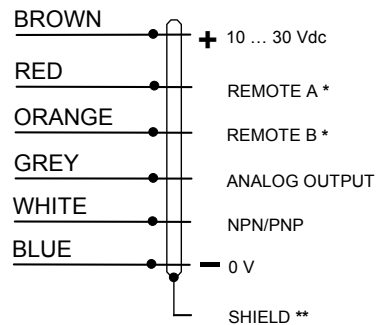 BROWN + 10 … 30 Vdc
RED REMOTE A *
ORANGE REMOTE B *
GREY ANALOG OUTPUT
WHITE NPN/PNP
BLUE – 0 V
SHIELD **